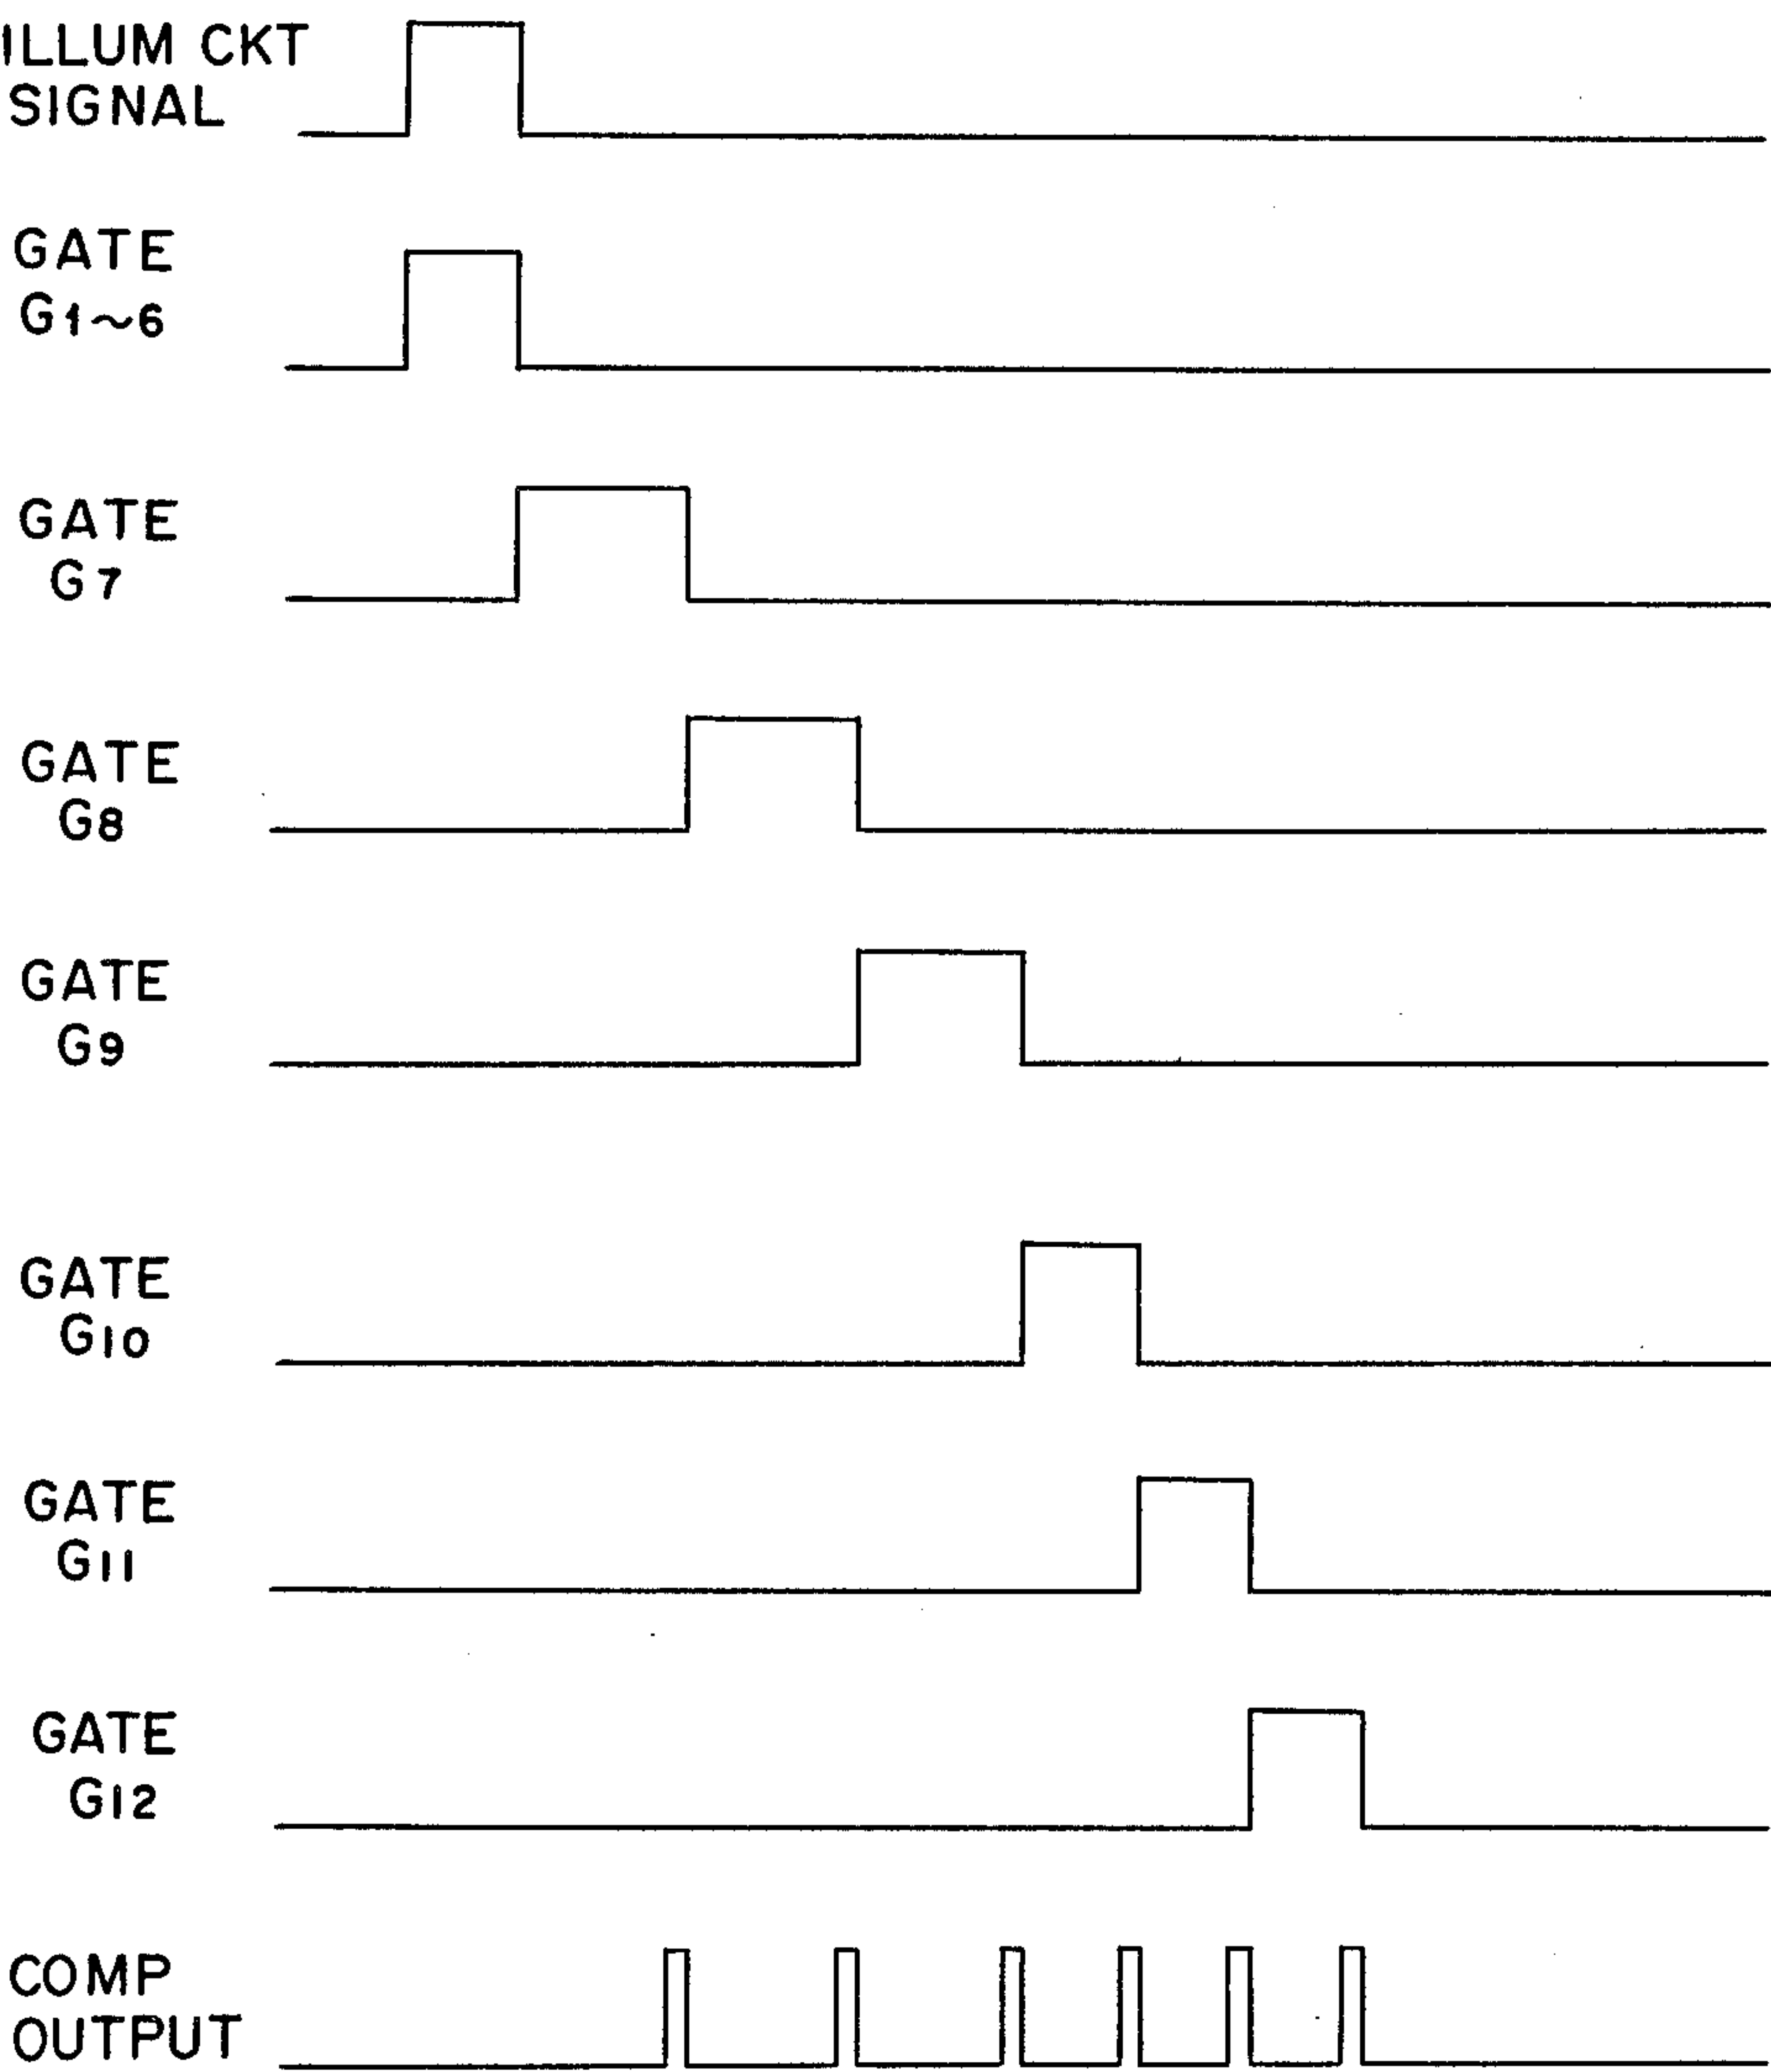 ILLUM CKT
SIGNAL
GATE
G1~6
GATE
G7
GATE
G8
GATE
G9
GATE
G10
GATE
G11
GATE
G12
COMP
OUTPUT